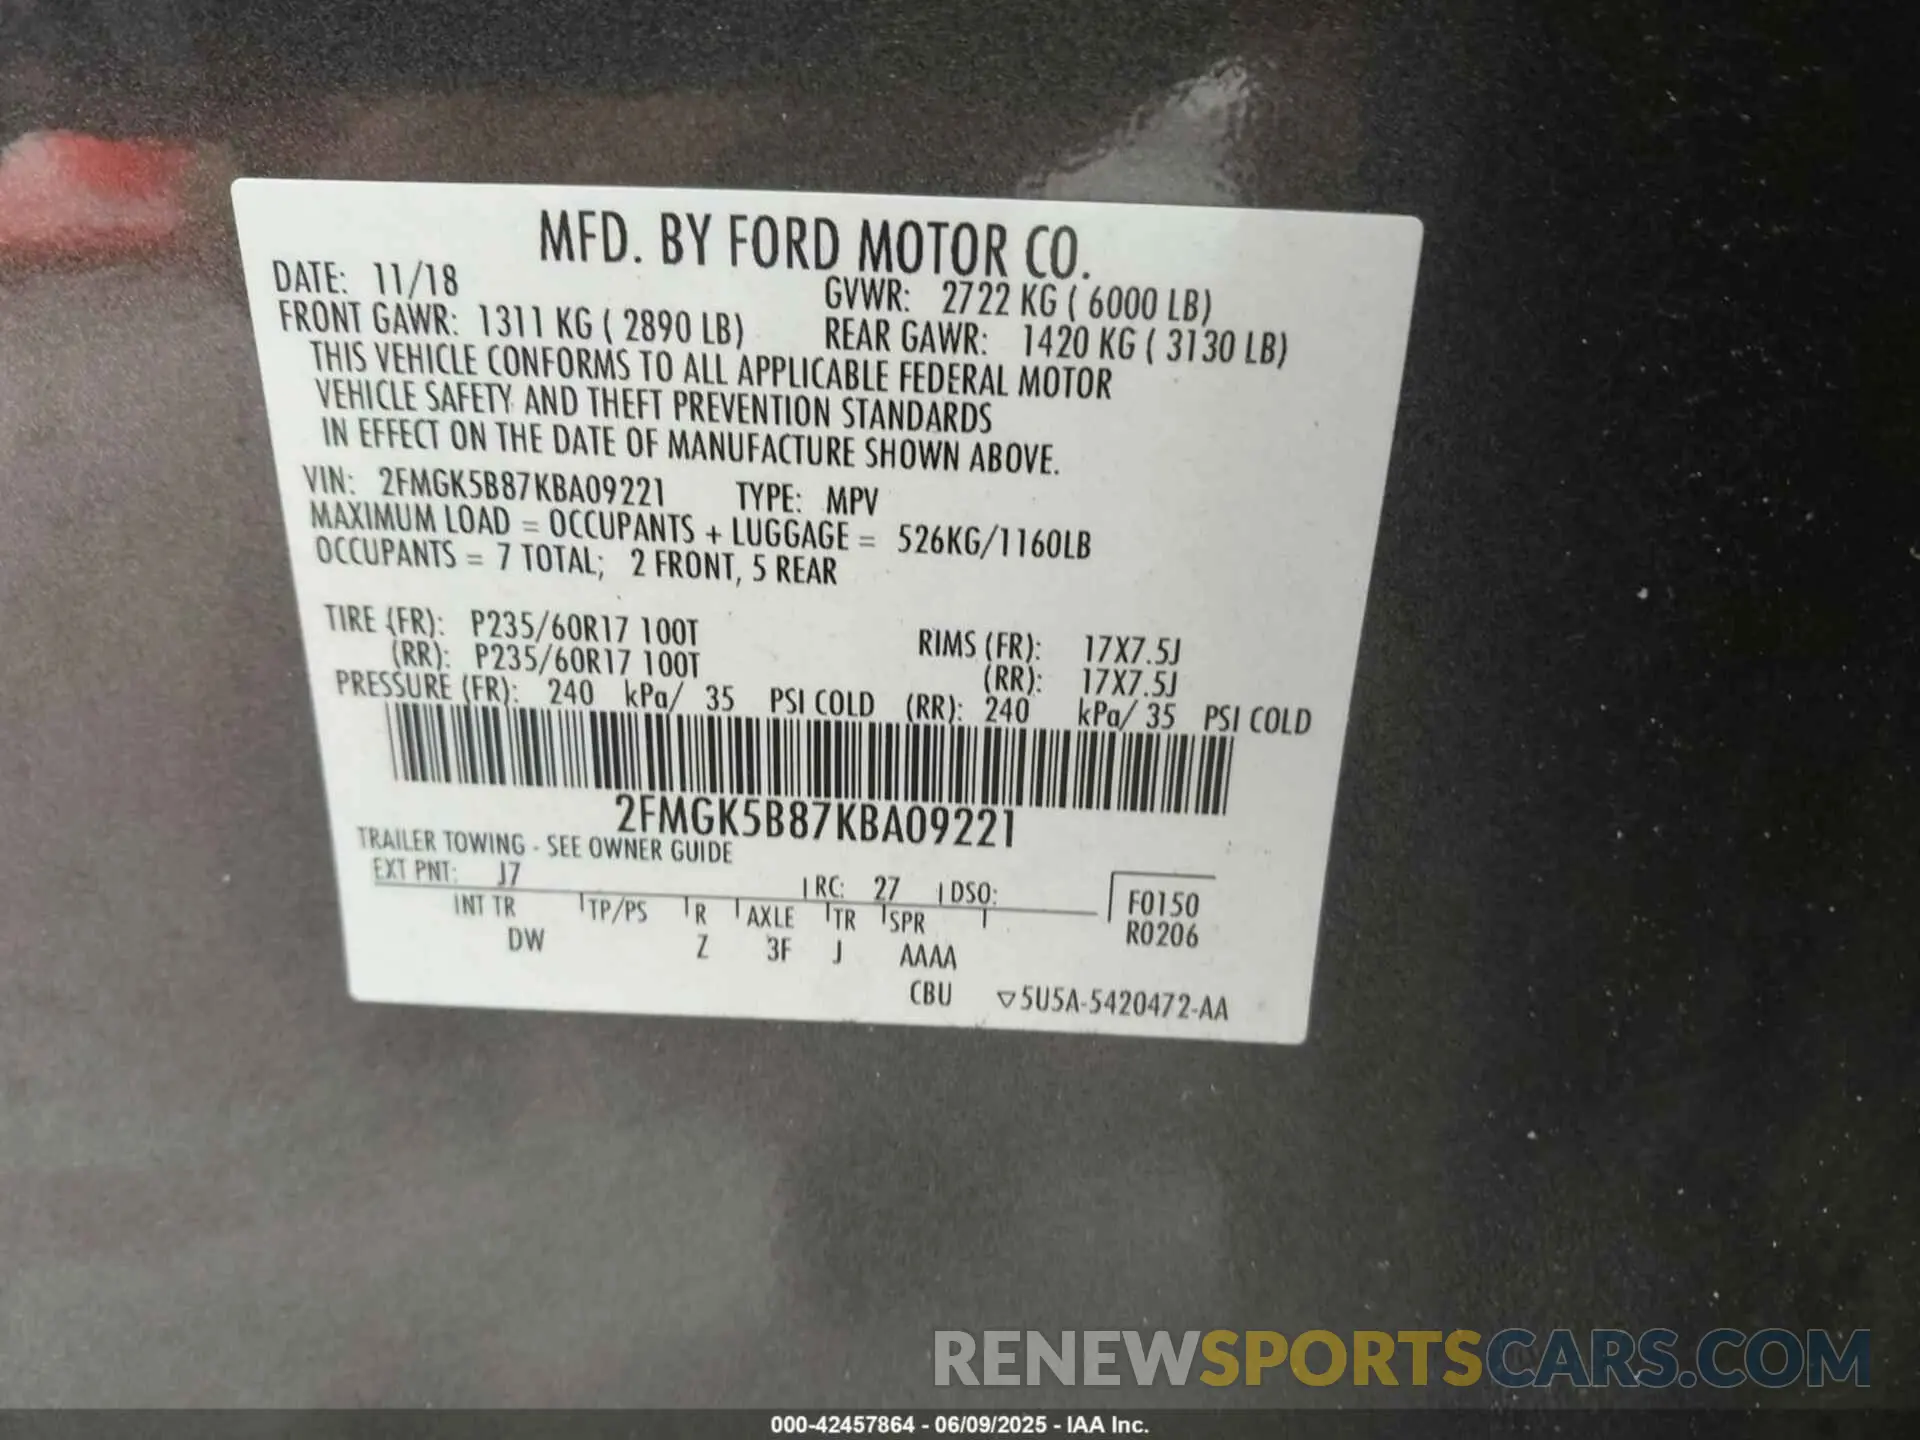 MFD. BY FORD MOTOR CO.
DATE: 11/18 GVWR: 2722 KG ( 6000 LB)
FRONT GAWR: 1311 KG ( 2890 LB) REAR GAWR: 1420 KG ( 3130 LB)
THIS VEHICLE CONFORMS TO ALL APPLICABLE FEDERAL MOTOR
VEHICLE SAFETY AND THEFT PREVENTION STANDARDS
IN EFFECT ON THE DATE OF MANUFACTURE SHOWN ABOVE.
VIN: 2FMGK5B87KBA09221 TYPE: MPV
MAXIMUM LOAD = OCCUPANTS + LUGGAGE = 526KG/1160LB
OCCUPANTS = 7 TOTAL; 2 FRONT, 5 REAR
TIRE (FR): P235/60R17 100T RIMS (FR): 17X7.5J
(RR): P235/60R17 100T (RR): 17X7.5J
PRESSURE (FR): 240 kPa/ 35 PSI COLD (RR): 240 kPa/ 35 PSI COLD
2FMGK5B87KBA09221
TRAILER TOWING - SEE OWNER GUIDE
EXT PNT: J7 RC: 27 DSO: F0150
INT TR TP/PS R AXLE TR SPR R0206
DW Z 3F J AAAA
CBU ▽5U5A-5420472-AA
RENEWSPORTSCARS.COM
000-42457864 - 06/09/2025 - IAA Inc.